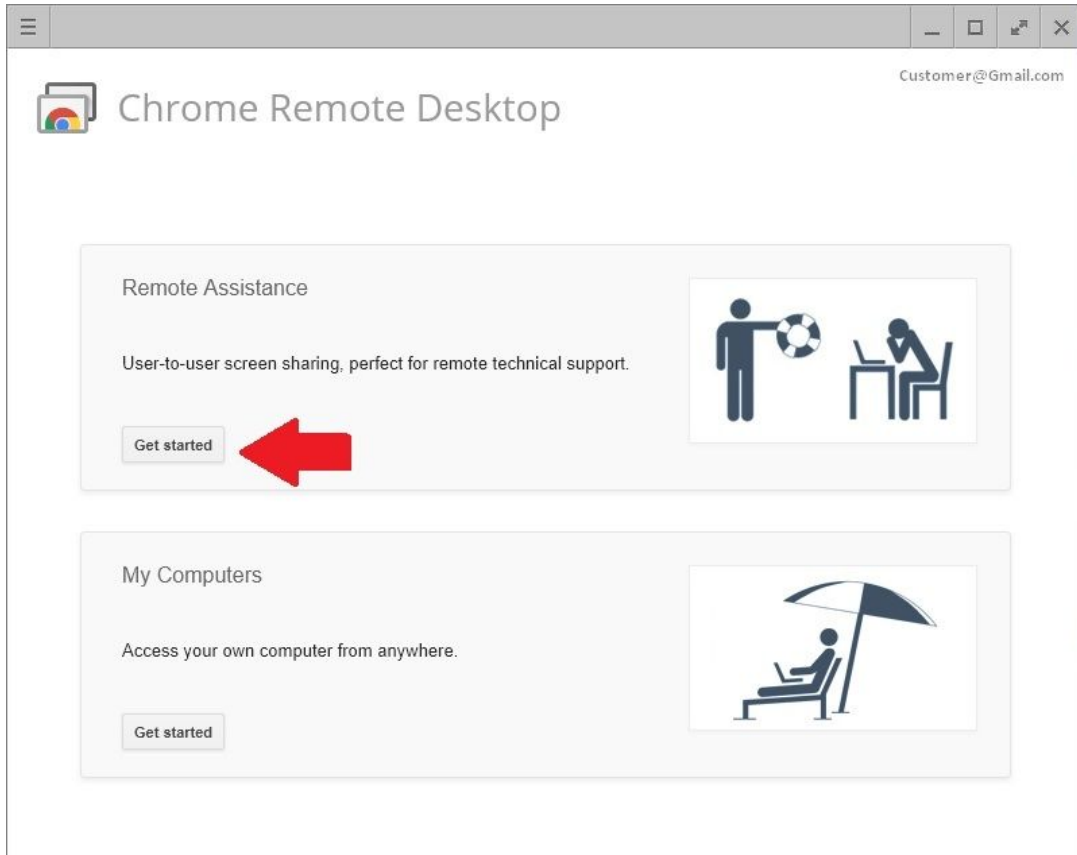 Customer@Gmail.com
Chrome Remote Desktop
Remote Assistance
User-to-user screen sharing, perfect for remote technical support.
Get started
My Computers
Access your own computer from anywhere.
Get started